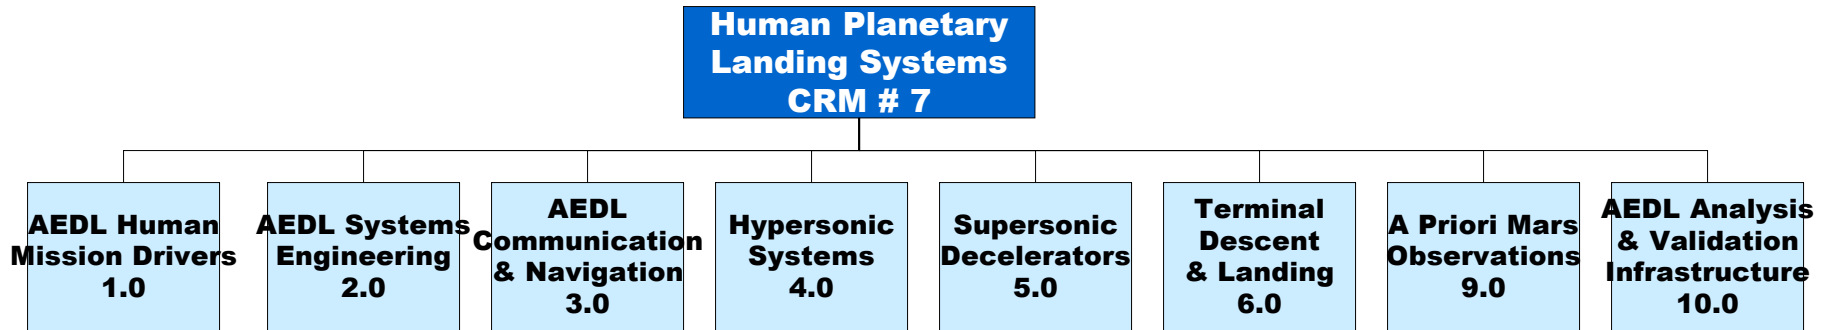 Human Planetary
Landing Systems
CRM # 7
AEDL Human
Mission Drivers
1.0
AEDL Systems
Engineering
2.0
AEDL
Communication
& Navigation
3.0
Hypersonic
Systems
4.0
Supersonic
Decelerators
5.0
Terminal
Descent
& Landing
6.0
A Priori Mars
Observations
9.0
AEDL Analysis
& Validation
Infrastructure
10.0